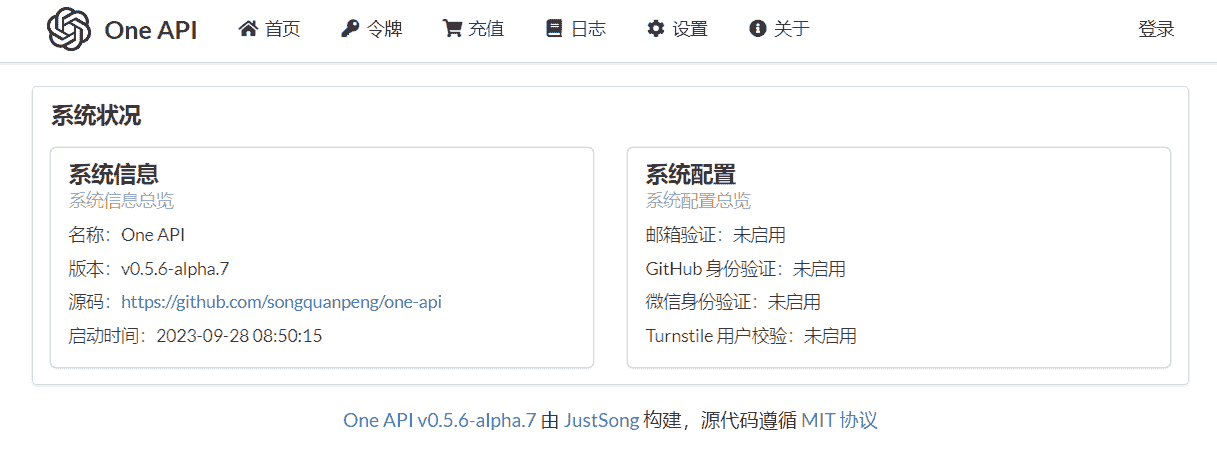 One API 首页 令牌 充值 日志 设置 关于 登录
系统状况
系统信息
系统信息总览
名称：One API
版本：v0.5.6-alpha.7
源码：https://github.com/songquanpeng/one-api
启动时间：2023-09-28 08:50:15
系统配置
系统配置总览
邮箱验证：未启用
GitHub 身份验证：未启用
微信身份验证：未启用
Turnstile 用户校验：未启用
One API v0.5.6-alpha.7 由 JustSong 构建，源代码遵循 MIT 协议